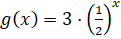 g(x) = 3 · (1/2)^x